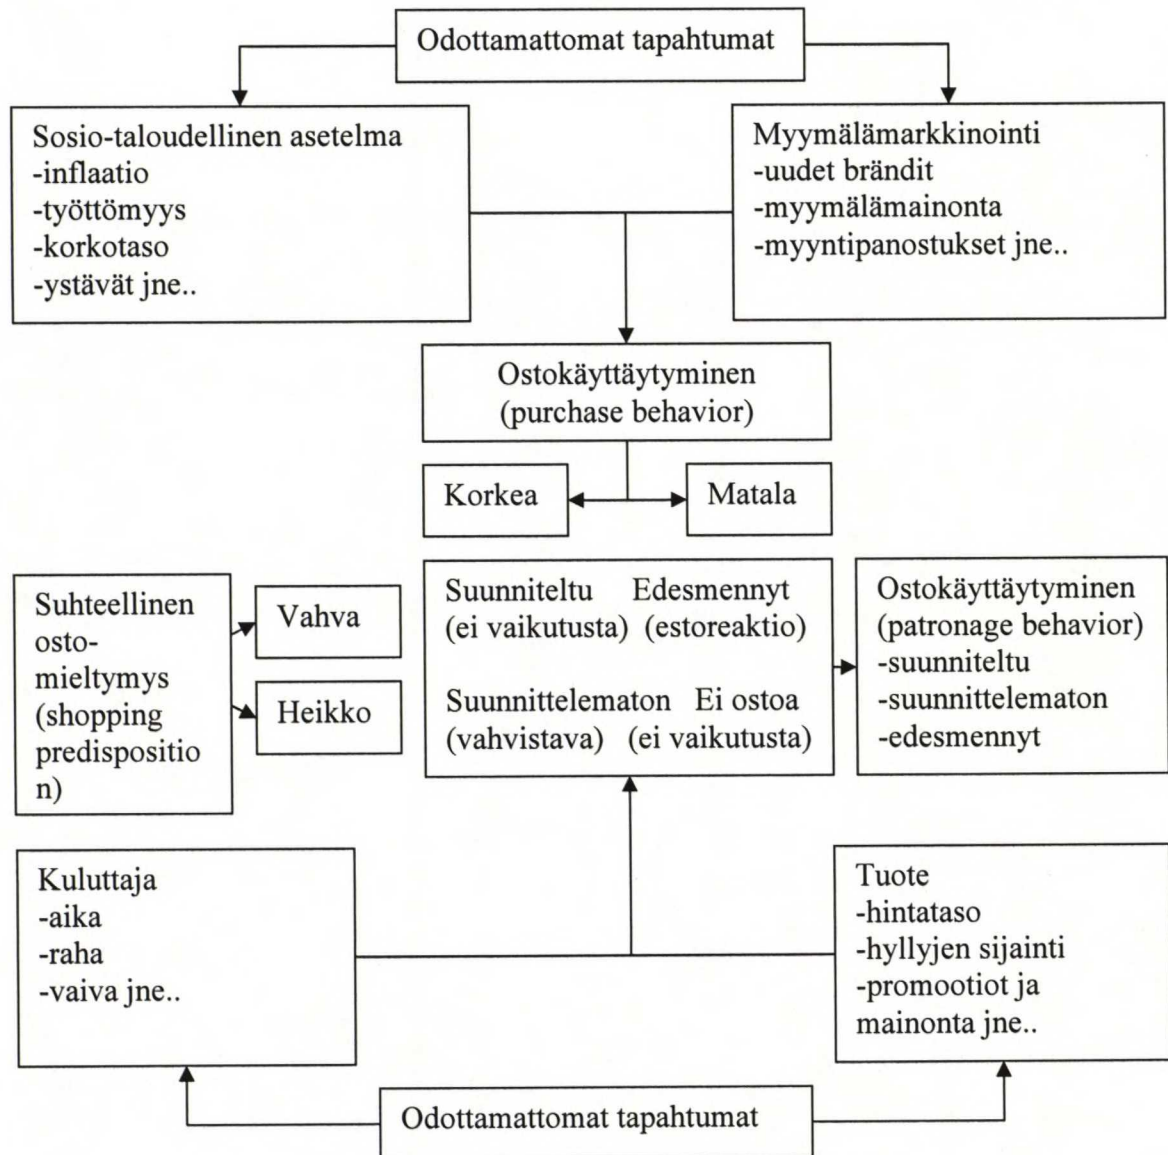 Odottamattomat tapahtumat
Sosio-taloudellinen asetelma
-inflaatio
-työttömyys
-korkotaso
-ystävät jne..
Myymälämarkkinointi
-uudet brändit
-myymälämainonta
-myyntipanostukset jne..
Ostokäyttäytyminen
(purchase behavior)
Korkea
Matala
Suhteellinen
osto-
mieltymys
(shopping
predispositio
n)
Vahva
Heikko
Suunniteltu Edesmennyt
(ei vaikutusta) (estoreaktio)
Suunnittelematon Ei ostoa
(vahvistava) (ei vaikutusta)
Ostokäyttäytyminen
(patronage behavior)
-suunniteltu
-suunnittelematon
-edesmennyt
Kuluttaja
-aika
-raha
-vaiva jne..
Tuote
-hintataso
-hyllyjen sijainti
-promootiot ja
mainonta jne..
Odottamattomat tapahtumat